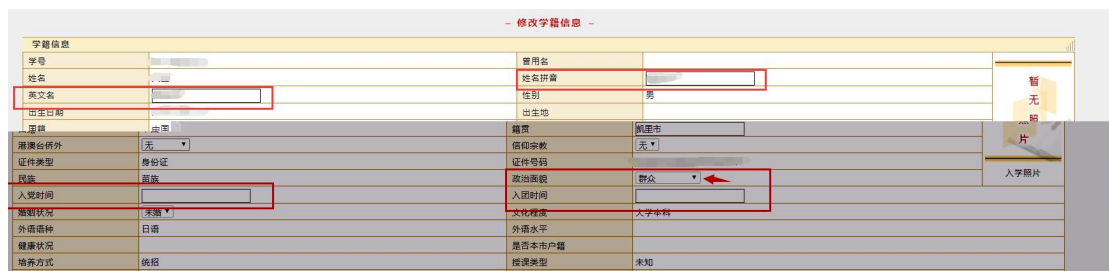 - 修改学籍信息 -
学籍信息
学号 曾用名
姓名 姓名拼音
英文名 性别 男
出生日期 出生地
国籍 籍贯 凯里市
港澳台侨外 无 信仰宗教 无
证件类型 身份证 证件号码
民族 苗族 政治面貌 群众
入党时间 入团时间
婚姻状况 未婚 文化程度 大学本科
外语语种 日语 外语水平
健康状况 是否本市户籍
培养方式 统招 授课类型 未知
暂
无
照
片
入学照片